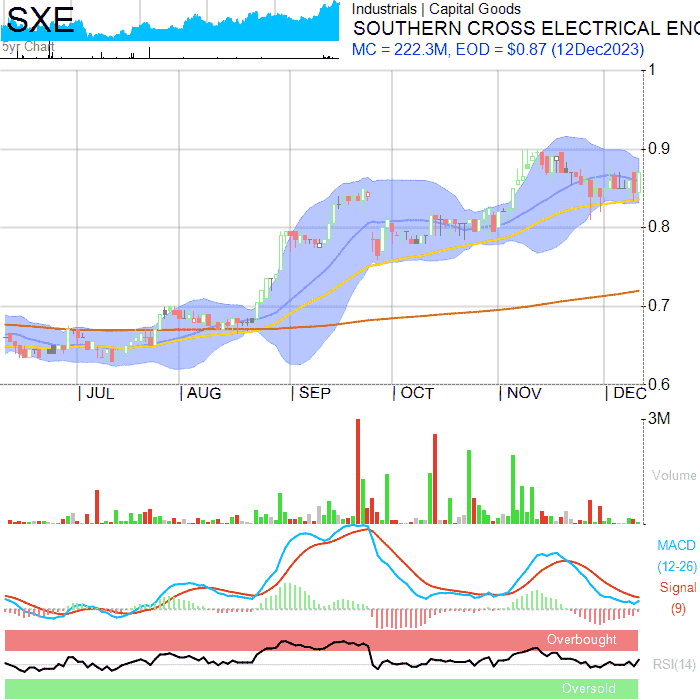 SXE
5yr Chart
Industrials | Capital Goods
SOUTHERN CROSS ELECTRICAL ENG
MC = 222.3M, EOD = $0.87 (12Dec2023)
1
0.9
0.8
0.7
0.6
JUL AUG SEP OCT NOV DEC
3M
Volume
MACD
(12-26)
Signal
(9)
Overbought
RSI(14)
Oversold